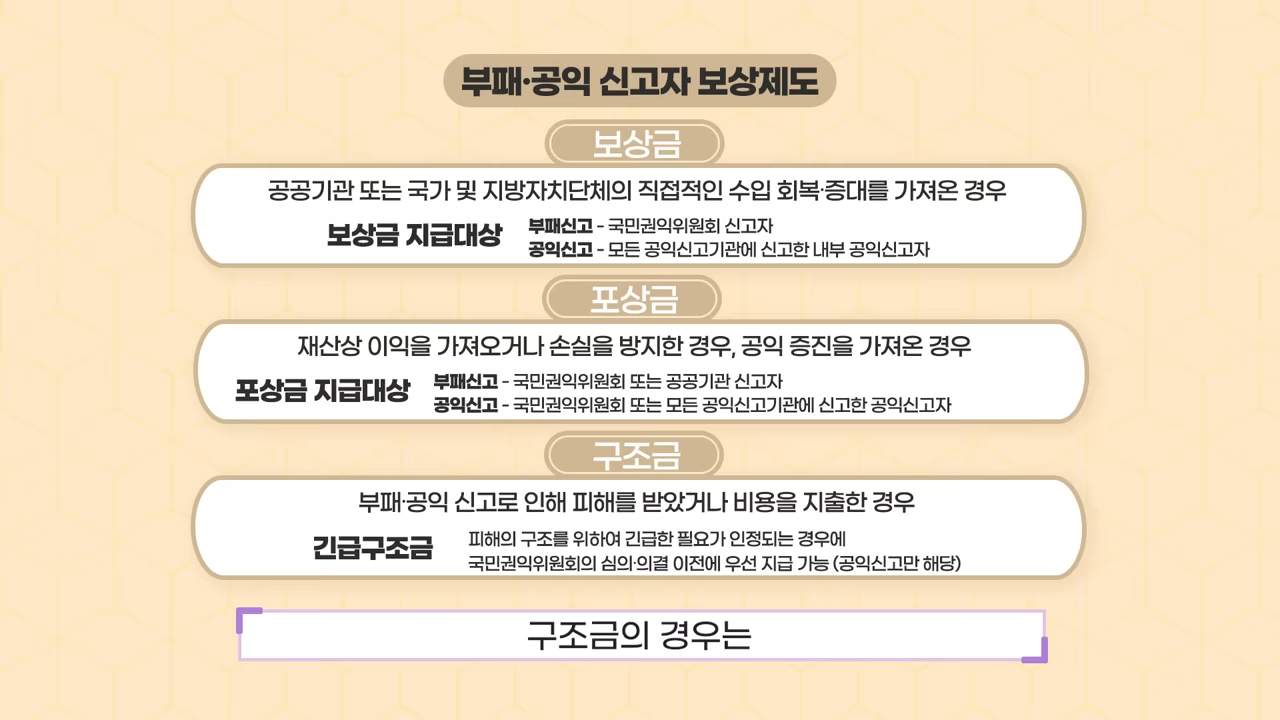 부패·공익 신고자 보상제도
보상금
공공기관 또는 국가 및 지방자치단체의 직접적인 수입 회복·증대를 가져온 경우
보상금 지급대상
부패신고 - 국민권익위원회 신고자
공익신고 - 모든 공익신고기관에 신고한 내부 공익신고자
포상금
재산상 이익을 가져오거나 손실을 방지한 경우, 공익 증진을 가져온 경우
포상금 지급대상
부패신고 - 국민권익위원회 또는 공공기관 신고자
공익신고 - 국민권익위원회 또는 모든 공익신고기관에 신고한 공익신고자
구조금
부패·공익 신고로 인해 피해를 받았거나 비용을 지출한 경우
긴급구조금
피해의 구조를 위하여 긴급한 필요가 인정되는 경우에
국민권익위원회의 심의·의결 이전에 우선 지급 가능 (공익신고만 해당)
구조금의 경우는